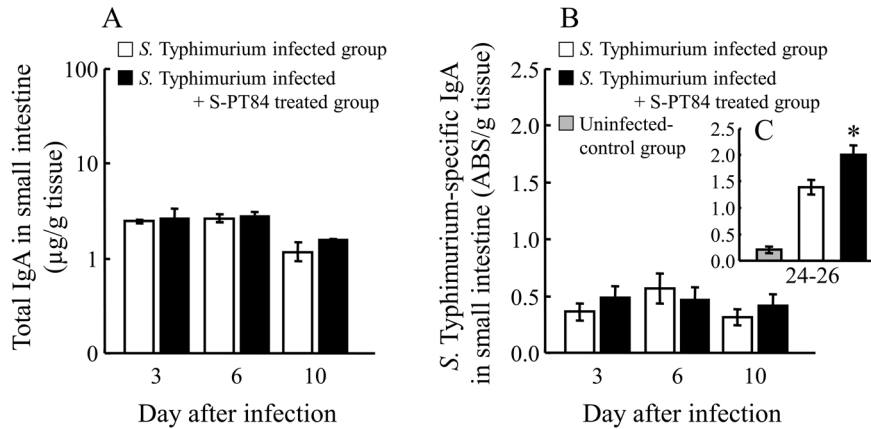 A
S. Typhimurium infected group
S. Typhimurium infected
+ S-PT84 treated group
Total IgA in small intestine
(µg/g tissue)
100
10
1
0
3 6 10
Day after infection
B
S. Typhimurium infected group
S. Typhimurium infected
+ S-PT84 treated group
Uninfected-
control group
S. Typhimurium-specific IgA
in small intestine (ABS/g tissue)
2.5
2.0
1.5
1.0
0.5
0.0
3 6 10
Day after infection
C
2.5
2.0
1.5
1.0
0.5
0.0
*
24-26